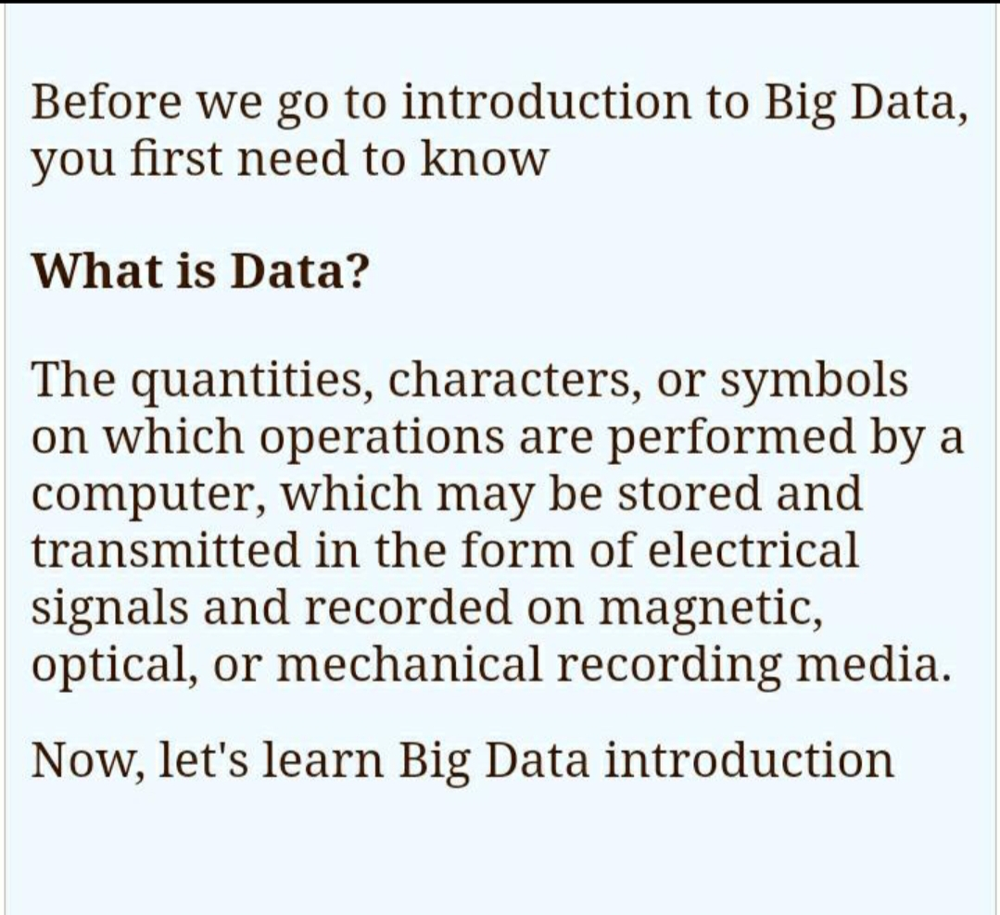 Before we go to introduction to Big Data,
you first need to know
What is Data?
The quantities, characters, or symbols
on which operations are performed by a
computer, which may be stored and
transmitted in the form of electrical
signals and recorded on magnetic,
optical, or mechanical recording media.
Now, let's learn Big Data introduction